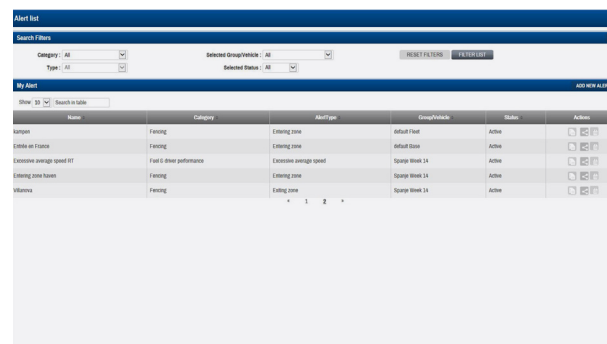 Alert list
Search Filters
Category : All Selected Group/Vehicle : All RESET FILTERS FILTER LIST
Type : All Selected Status : All
My Alert ADD NEW ALER
Show 10 Search in table
Name Category AlertType Group/Vehicle Status Actions
kampen Fencing Entering zone default Fleet Active
Entrée en France Fencing Entering zone default Base Active
Excessive average speed RT Fuel & driver performance Excessive average speed Spanje Week 14 Active
Entering zone haven Fencing Entering zone Spanje Week 14 Active
Villanova Fencing Exiting zone Spanje Week 14 Active
« 1 2 »